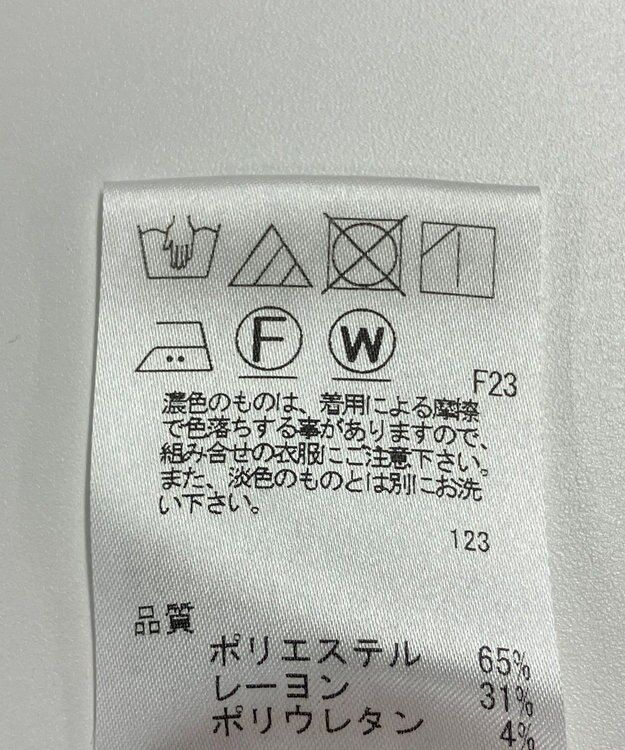 F W
F23
濃色のものは、着用による摩擦
で色落ちする事がありますので、
組み合せの衣服にご注意下さい。
また、淡色のものとは別にお洗
い下さい。
123
品質
ポリエステル 65%
レーヨン 31%
ポリウレタン 4%